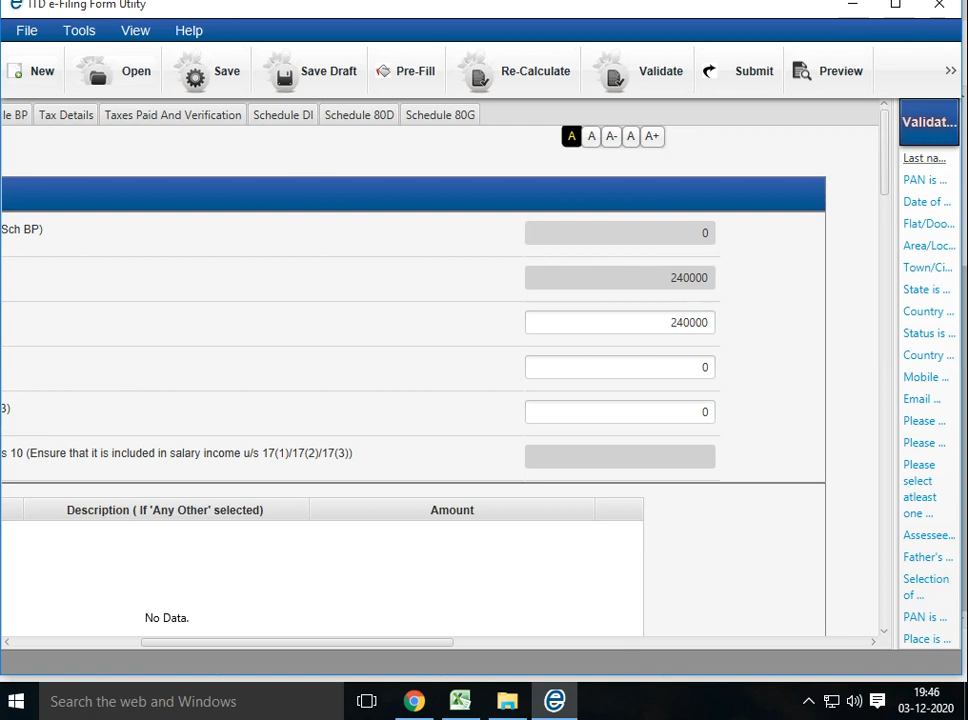 ITD e-Filing Form Utility
File Tools View Help
New Open Save Save Draft Pre-Fill Re-Calculate Validate Submit Preview >>
le BP Tax Details Taxes Paid And Verification Schedule DI Schedule 80D Schedule 80G
A A A- A A+
Sch BP) 0
240000
240000
0
3) 0
s 10 (Ensure that it is included in salary income u/s 17(1)/17(2)/17(3))
Description ( If 'Any Other' selected) Amount
No Data.
Validat...
Last na...
PAN is ...
Date of ...
Flat/Doo...
Area/Loc...
Town/Ci...
State is ...
Country ...
Status is ...
Country ...
Mobile ...
Email ...
Please ...
Please ...
Please
select
atleast
one ...
Assessee...
Father's ...
Selection
of ...
PAN is ...
Place is ...
Search the web and Windows
19:46
03-12-2020